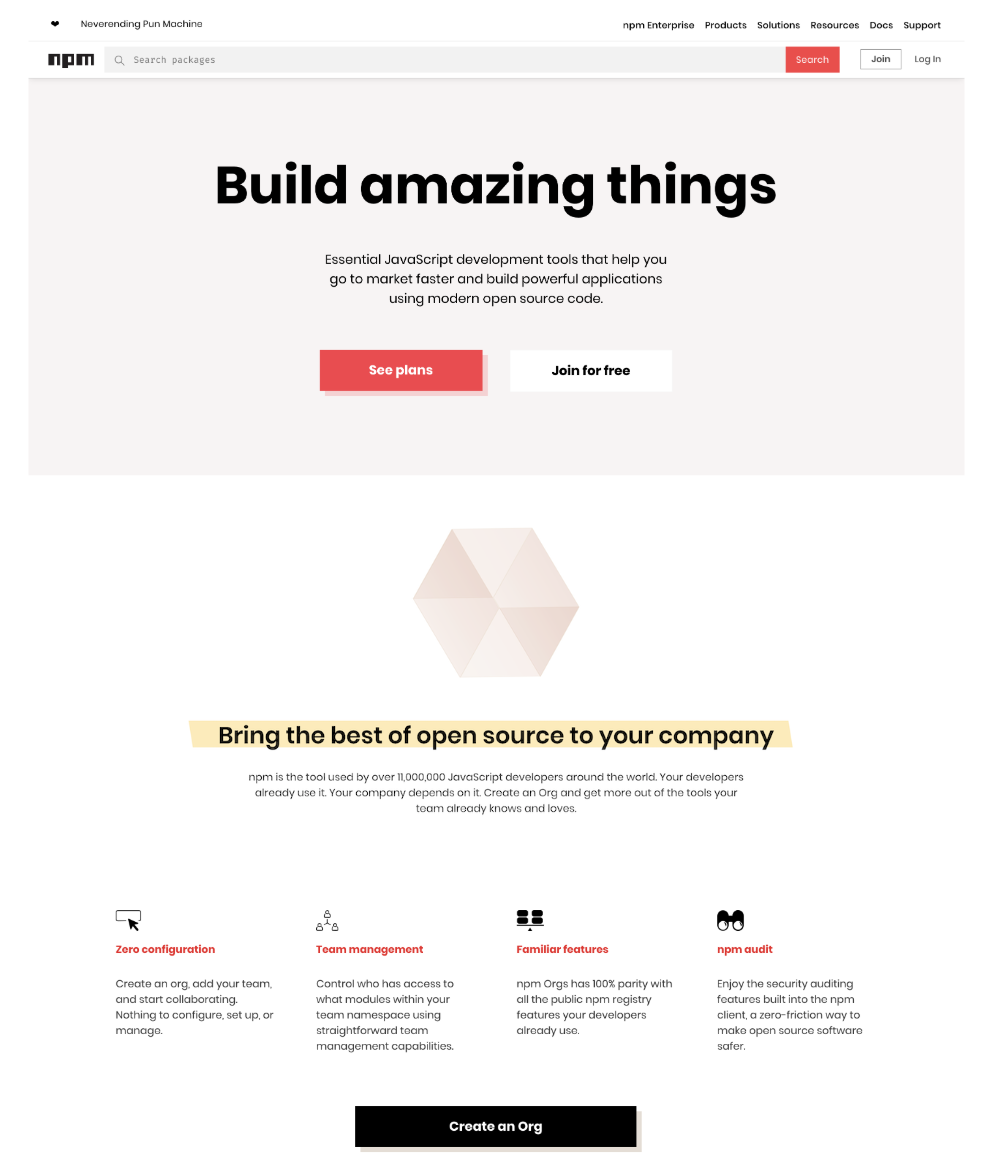 ❤ Neverending Pun Machine
npm Enterprise Products Solutions Resources Docs Support
npm Search packages Search Join Log In
Build amazing things
Essential JavaScript development tools that help you
go to market faster and build powerful applications
using modern open source code.
See plans Join for free
Bring the best of open source to your company
npm is the tool used by over 11,000,000 JavaScript developers around the world. Your developers
already use it. Your company depends on it. Create an Org and get more out of the tools your
team already knows and loves.
Zero configuration
Create an org, add your team,
and start collaborating.
Nothing to configure, set up, or
manage.
Team management
Control who has access to
what modules within your
team namespace using
straightforward team
management capabilities.
Familiar features
npm Orgs has 100% parity with
all the public npm registry
features your developers
already use.
npm audit
Enjoy the security auditing
features built into the npm
client, a zero-friction way to
make open source software
safer.
Create an Org